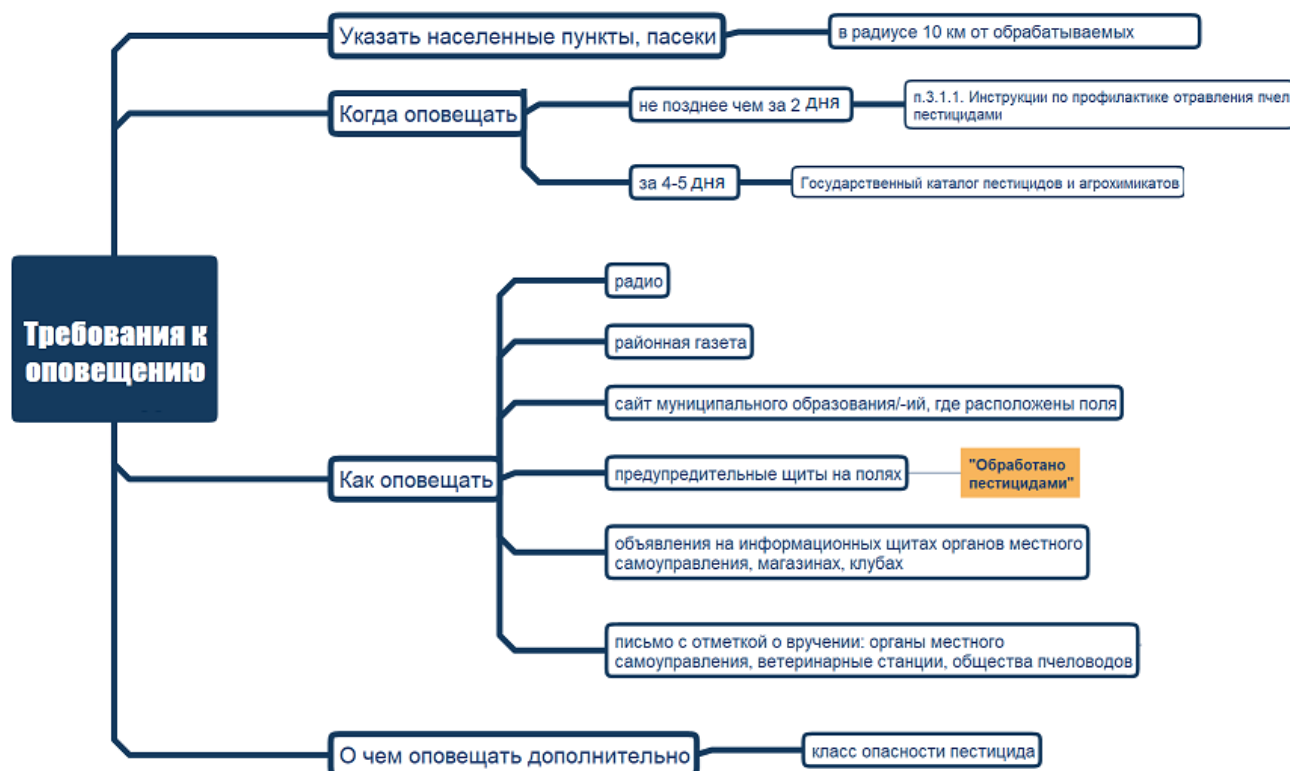 Указать населенные пункты, пасеки
в радиусе 10 км от обрабатываемых
Когда оповещать
не позднее чем за 2 дня
п.3.1.1. Инструкции по профилактике отравления пчел
пестицидами
за 4-5 дня
Государственный каталог пестицидов и агрохимикатов
Требования к
оповещению
Как оповещать
радио
районная газета
сайт муниципального образования/-ий, где расположены поля
предупредительные щиты на полях
"Обработано
пестицидами"
объявления на информационных щитах органов местного
самоуправления, магазинах, клубах
письмо с отметкой о вручении: органы местного
самоуправления, ветеринарные станции, общества пчеловодов
О чем оповещать дополнительно
класс опасности пестицида